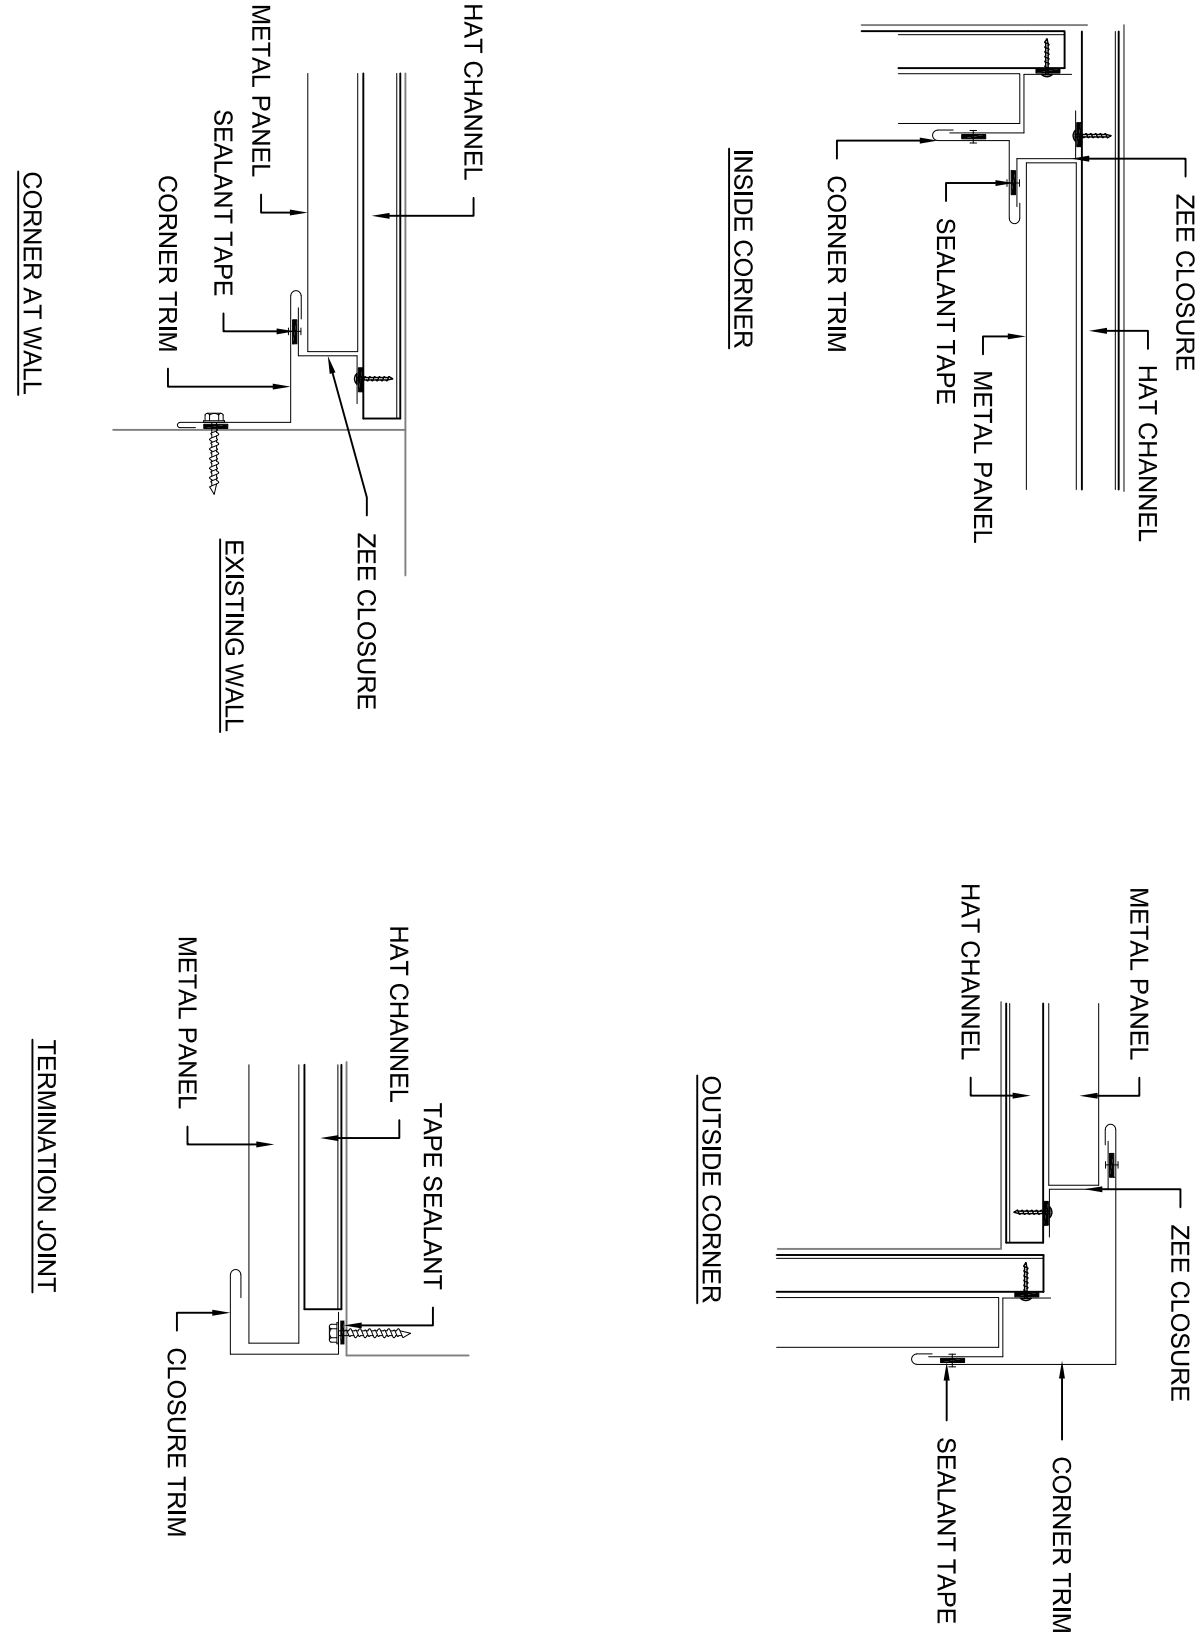 ZEE CLOSURE
HAT CHANNEL
METAL PANEL
SEALANT TAPE
CORNER TRIM
INSIDE CORNER
METAL PANEL
ZEE CLOSURE
HAT CHANNEL
CORNER TRIM
SEALANT TAPE
OUTSIDE CORNER
HAT CHANNEL
METAL PANEL
SEALANT TAPE
CORNER TRIM
ZEE CLOSURE
EXISTING WALL
CORNER AT WALL
TAPE SEALANT
HAT CHANNEL
METAL PANEL
CLOSURE TRIM
TERMINATION JOINT